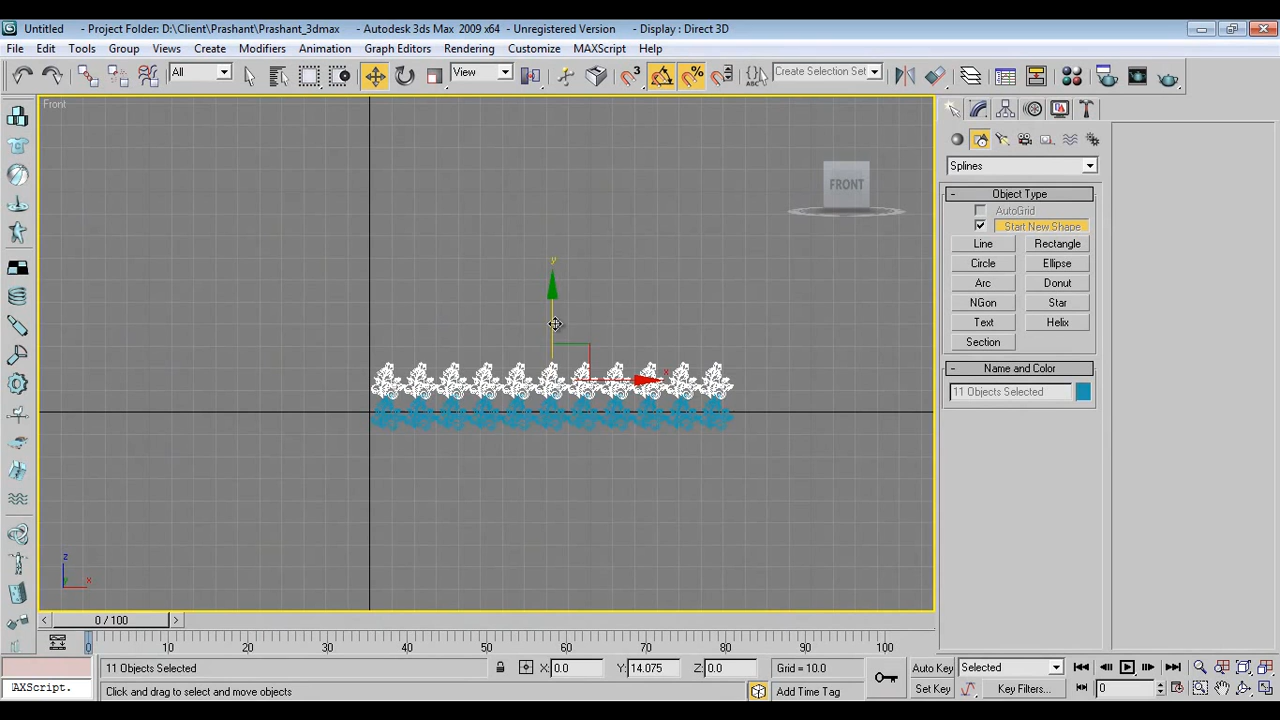 Untitled - Project Folder: D:\Client\Prashant\Prashant_3dmax - Autodesk 3ds Max 2009 x64 - Unregistered Version - Display : Direct 3D
File Edit Tools Group Views Create Modifiers Animation Graph Editors Rendering Customize MAXScript Help
All View 3 % ABC Create Selection Set
Front
FRONT
y
x
z
y x
Splines
- Object Type
AutoGrid
Start New Shape
Line Rectangle
Circle Ellipse
Arc Donut
NGon Star
Text Helix
Section
- Name and Color
11 Objects Selected
< 0 / 100 >
0 10 20 30 40 50 60 70 80 90 100
11 Objects Selected X: 0.0 Y: 14.075 Z: 0.0 Grid = 10.0 Auto Key Selected
AXScript. Click and drag to select and move objects Add Time Tag Set Key Key Filters... 0